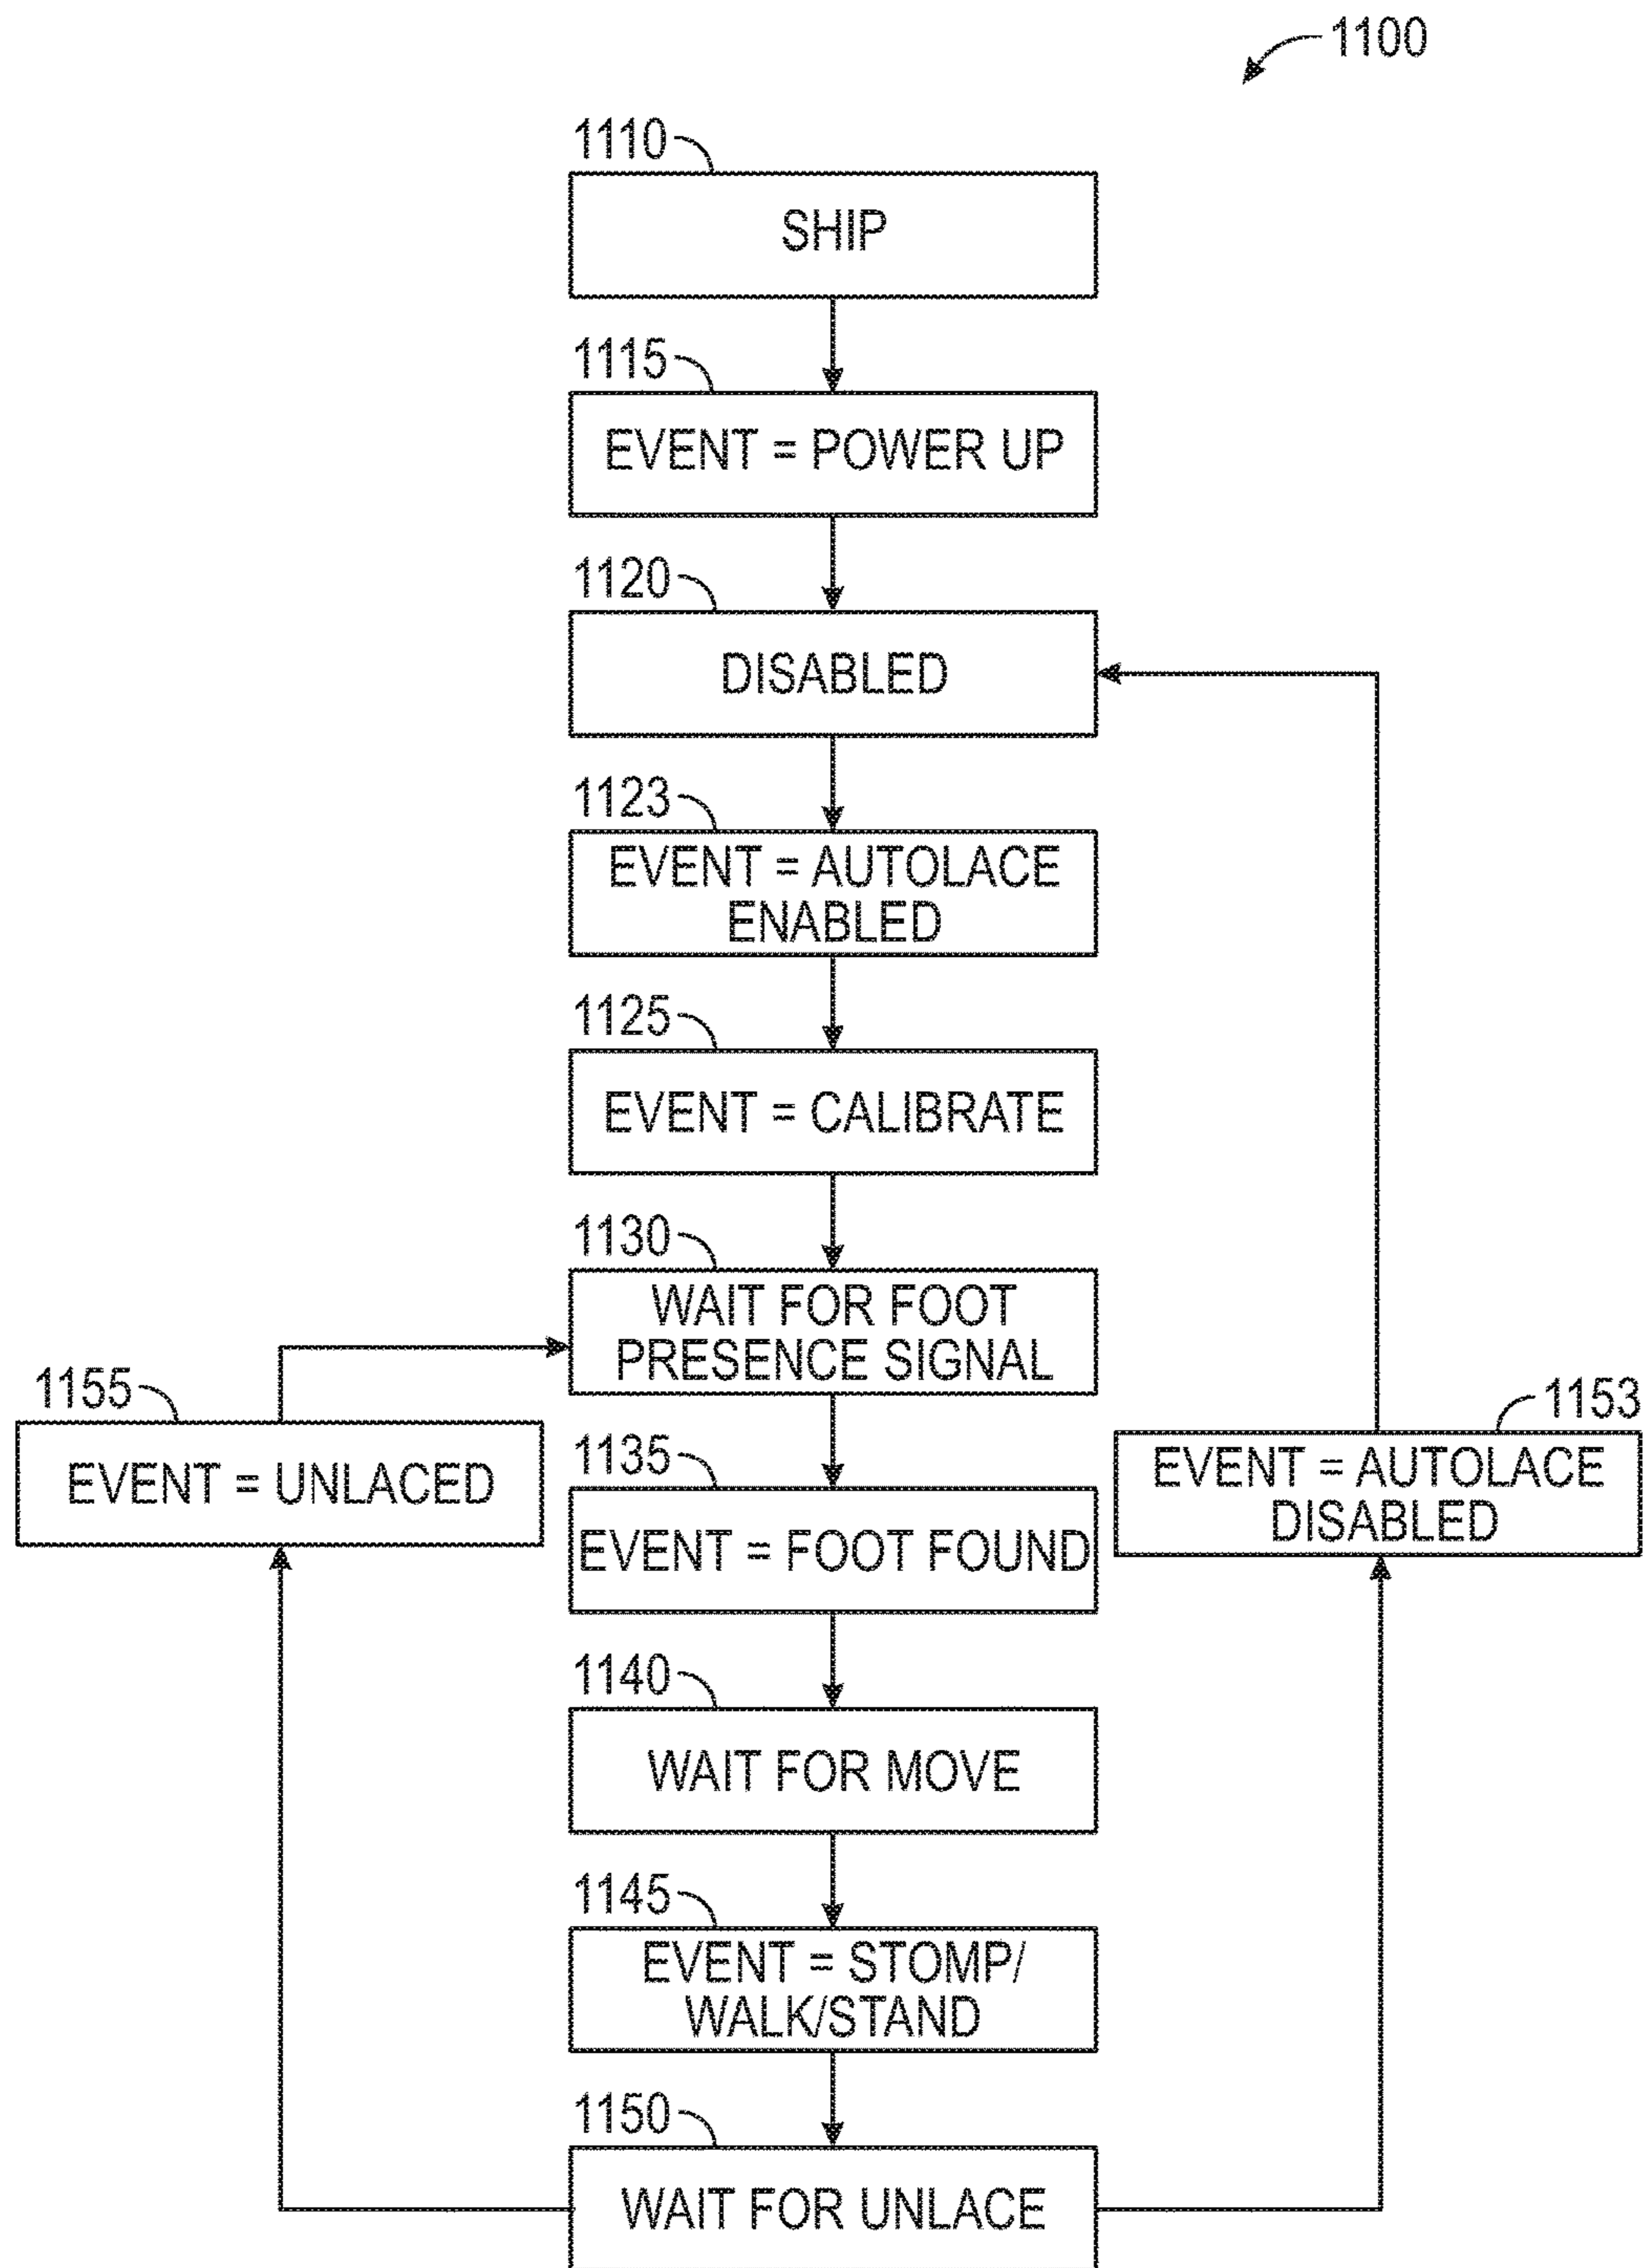 1100
1110
SHIP
1115
EVENT = POWER UP
1120
DISABLED
1123
EVENT = AUTOLACE
ENABLED
1125
EVENT = CALIBRATE
1130
WAIT FOR FOOT
PRESENCE SIGNAL
1155
EVENT = UNLACED
1135
EVENT = FOOT FOUND
1153
EVENT = AUTOLACE
DISABLED
1140
WAIT FOR MOVE
1145
EVENT = STOMP/
WALK/STAND
1150
WAIT FOR UNLACE